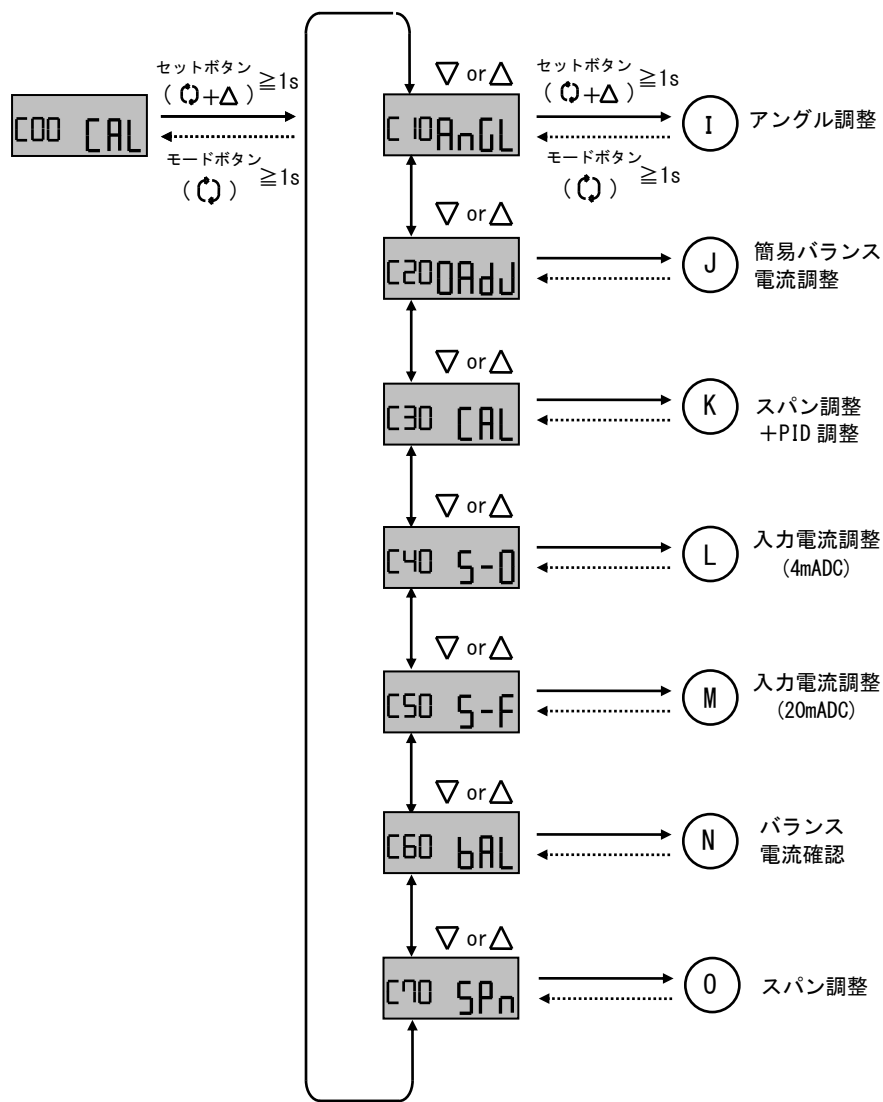 セットボタン
( +△) ≧1s
C00 CAL
モードボタン
( ) ≧1s
▽ or△
C10AnGL
セットボタン
( +△) ≧1s
モードボタン
( ) ≧1s
I
アングル調整
▽ or△
C200AdJ
J
簡易バランス
電流調整
▽ or△
C30 CAL
K
スパン調整
+PID 調整
▽ or△
C40 S-0
L
入力電流調整
(4mADC)
▽ or△
C50 S-F
M
入力電流調整
(20mADC)
▽ or△
C60 bAL
N
バランス
電流確認
▽ or△
C70 SPn
O
スパン調整